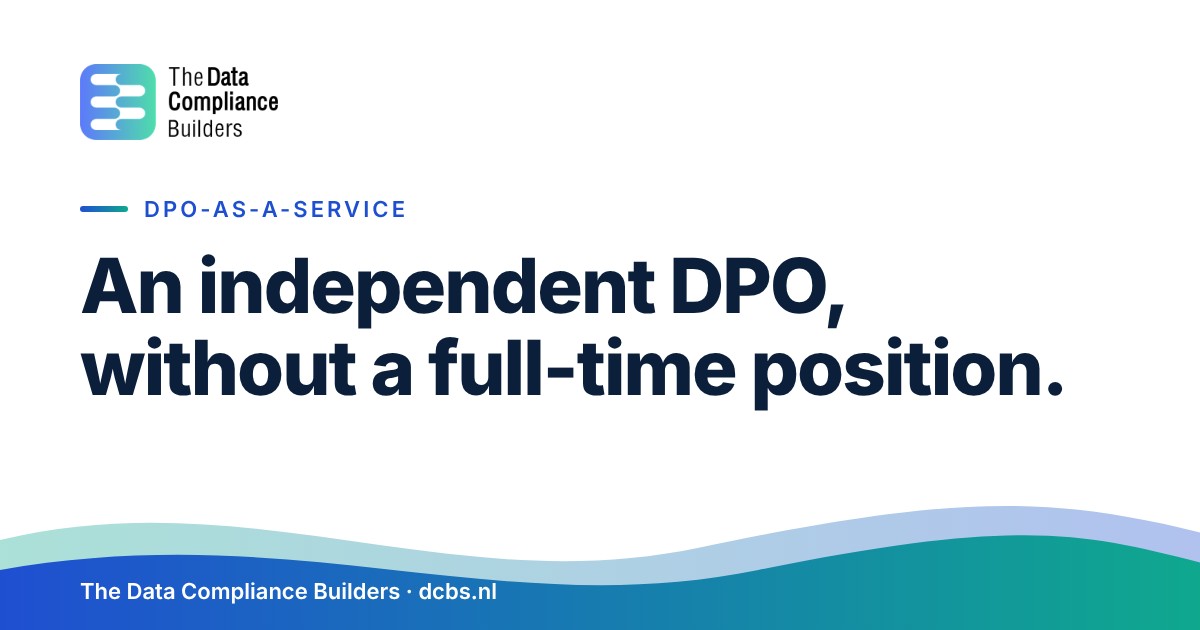 The Data
Compliance
Builders
DPO-AS-A-SERVICE
An independent DPO,
without a full-time position.
The Data Compliance Builders · dcbs.nl